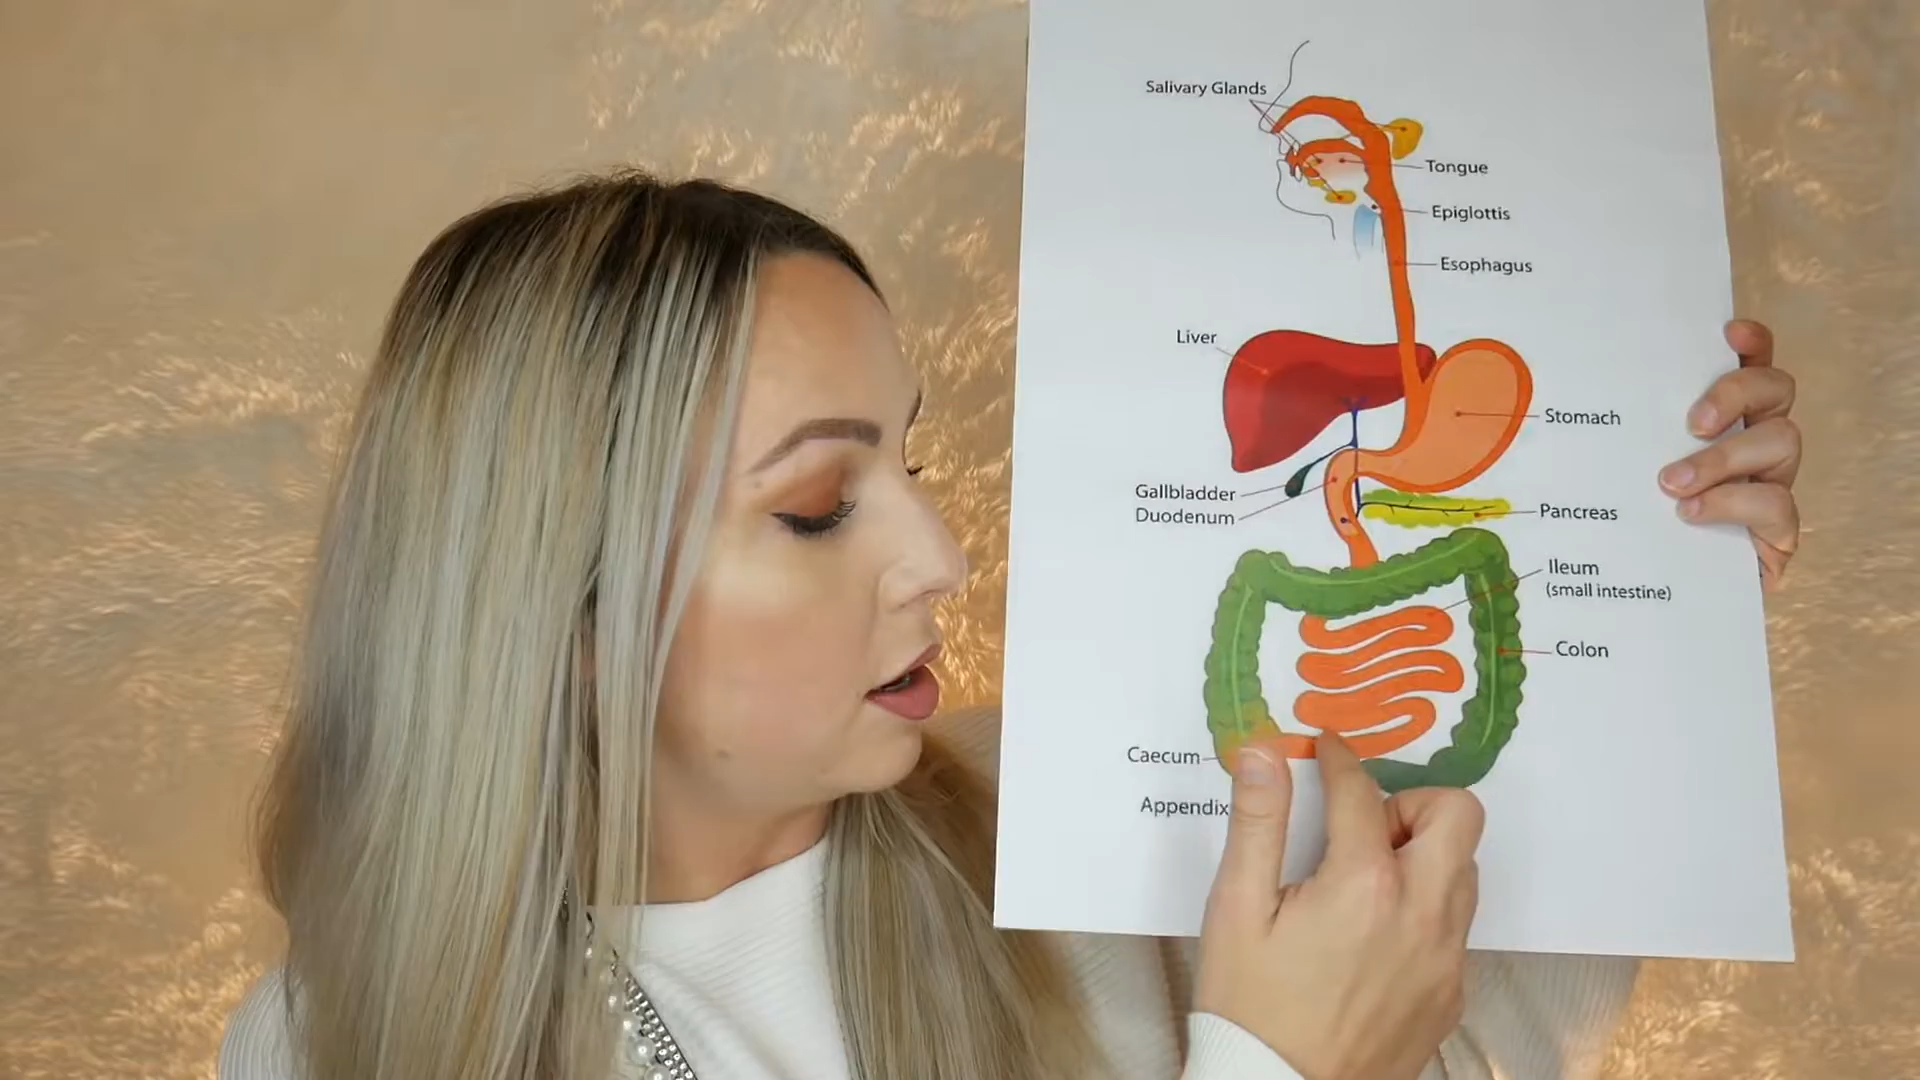 Salivary Glands
Tongue
Epiglottis
Esophagus
Liver
Stomach
Gallbladder
Duodenum
Pancreas
Ileum
(small intestine)
Colon
Caecum
Appendix